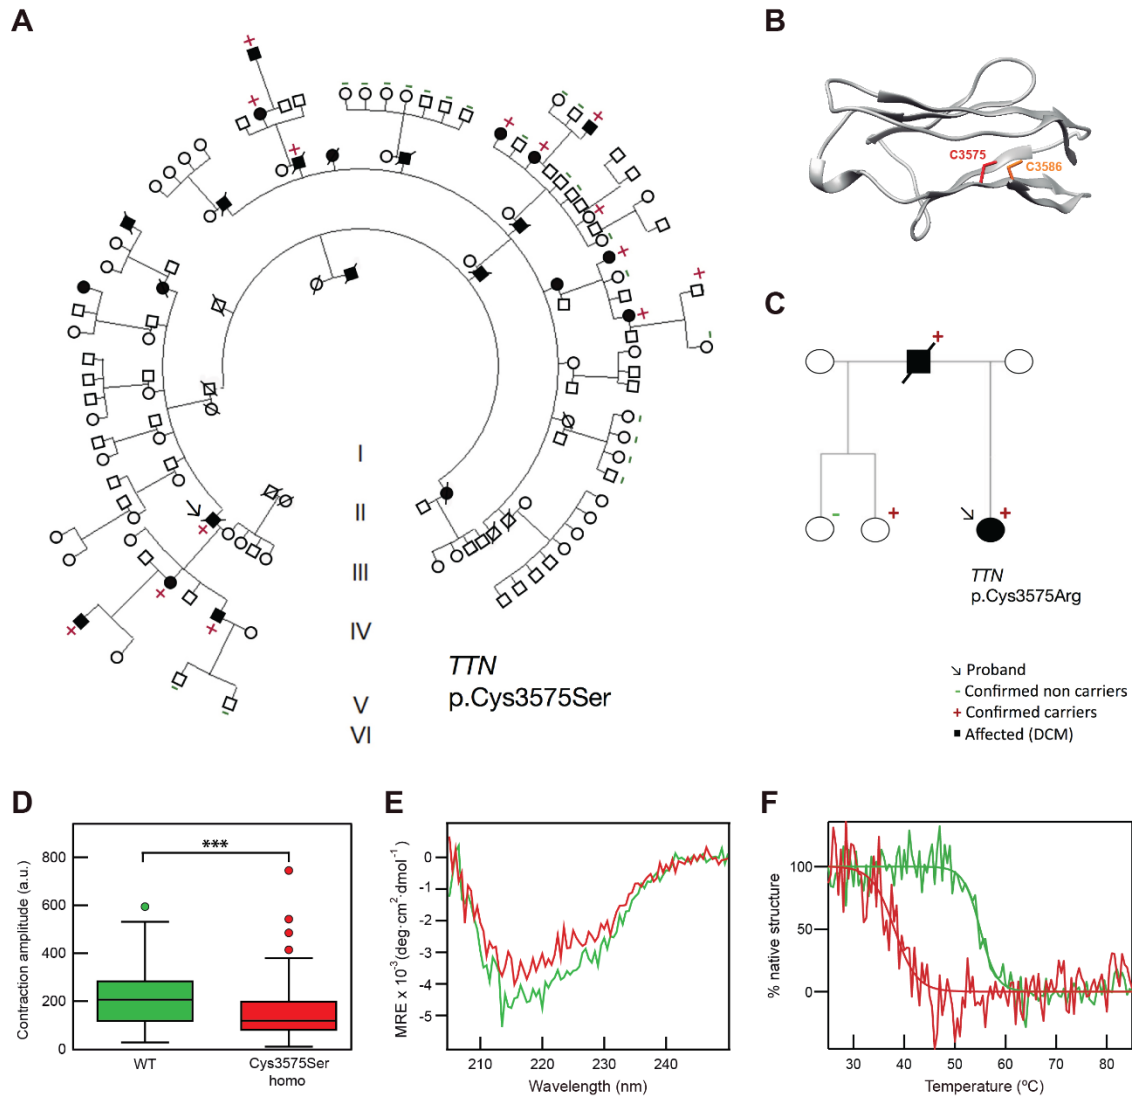 A
B
C3575
C3586
C
I
II
III
IV
V
VI
TTN
p.Cys3575Ser
+
+
-
+
TTN
p.Cys3575Arg
Proband
- Confirmed non carriers
+ Confirmed carriers
Affected (DCM)
D
Contraction amplitude (a.u.)
800
600
400
200
0
***
WT
Cys3575Ser
homo
E
MRE x 10⁻³(deg·cm²·dmol⁻¹)
0
-1
-2
-3
-4
-5
210
220
230
240
Wavelength (nm)
F
% native structure
100
50
0
30
40
50
60
70
80
Temperature (ºC)